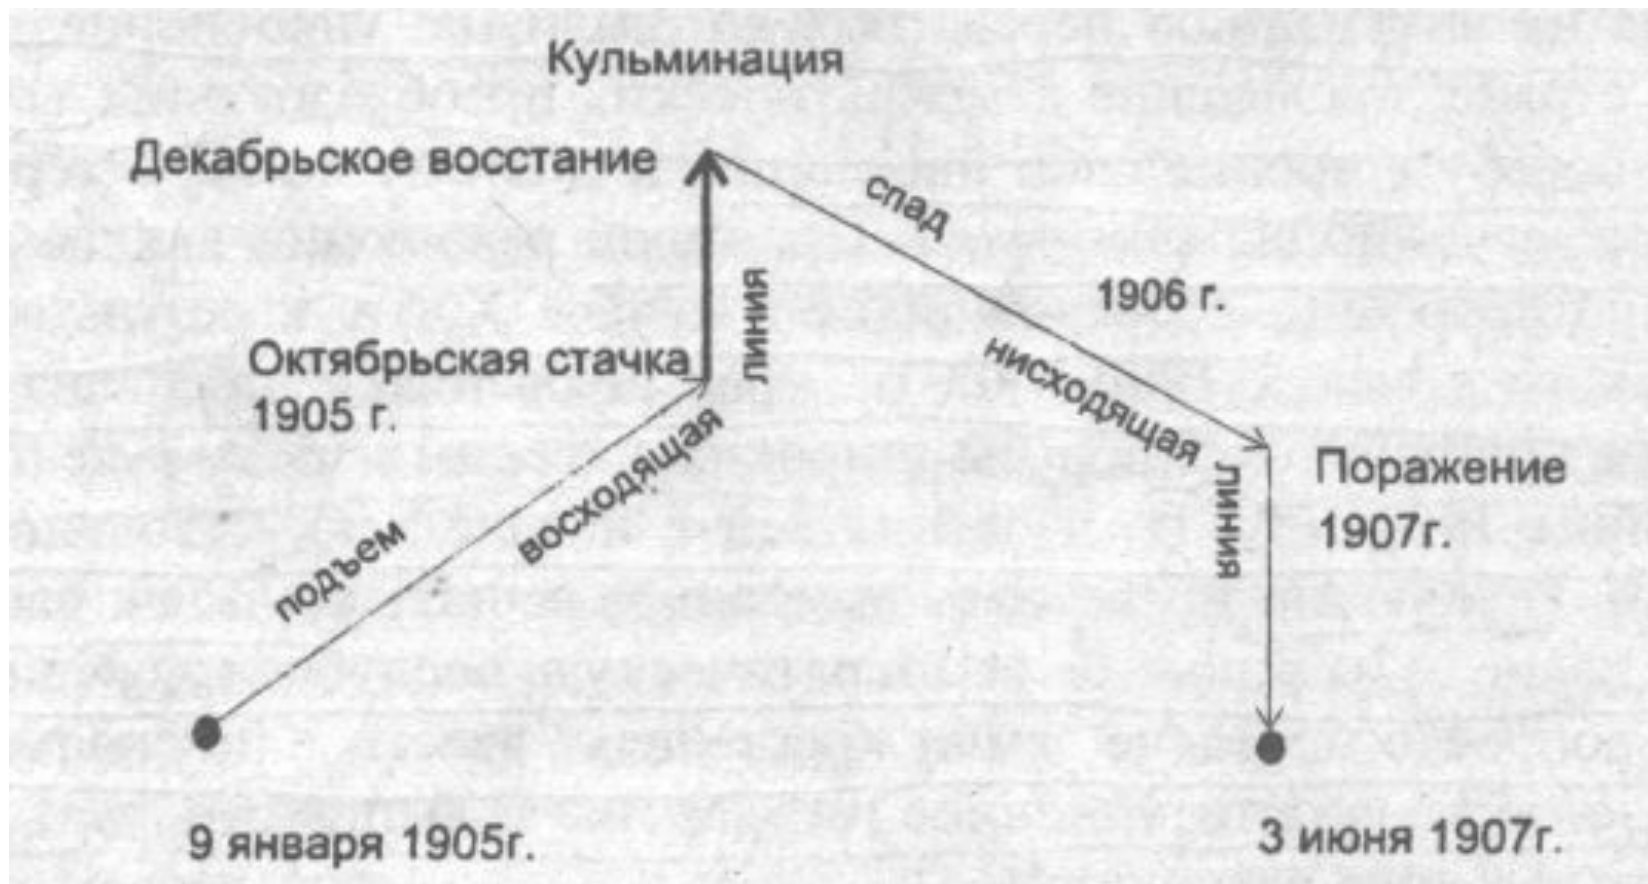 Кульминация
Декабрьское восстание
спад
линия
1906 г.
Октябрьская стачка
1905 г.
нисходящая
восходящая
линия
Поражение
1907г.
подъем
9 января 1905г.
3 июня 1907г.